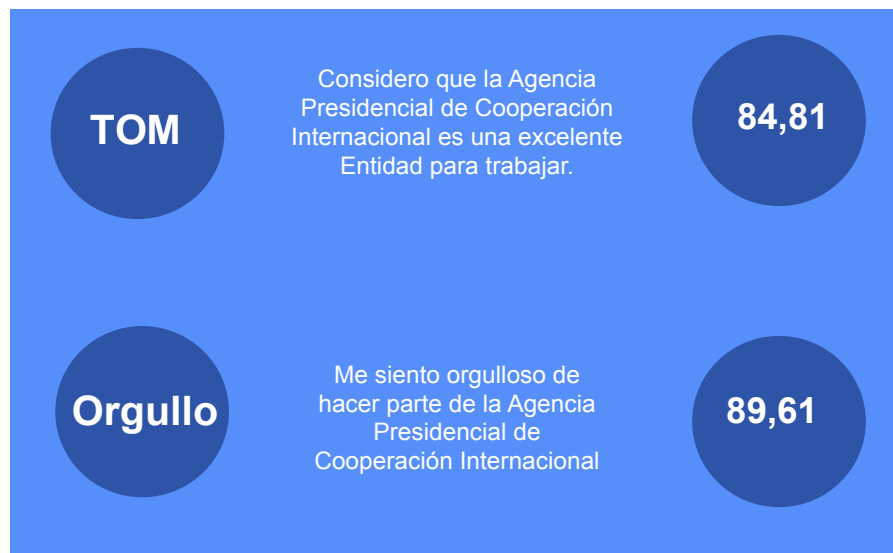 TOM
Considero que la Agencia
Presidencial de Cooperación
Internacional es una excelente
Entidad para trabajar.
84,81
Orgullo
Me siento orgulloso de
hacer parte de la Agencia
Presidencial de
Cooperación Internacional
89,61